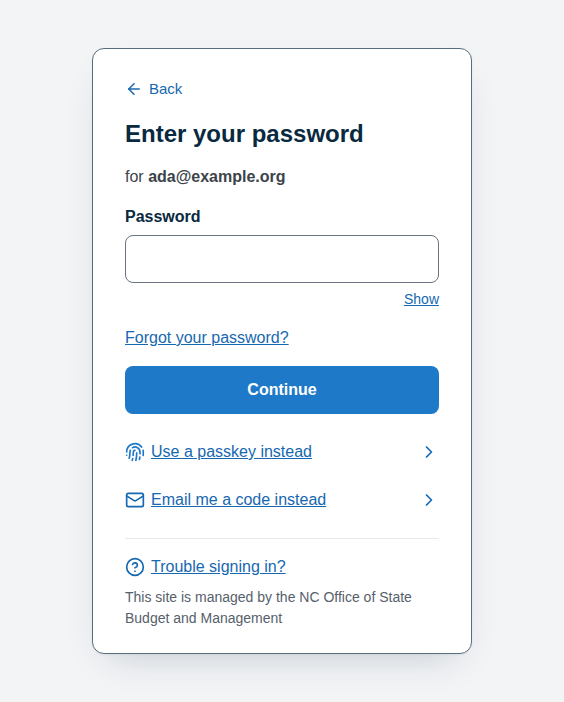 Back
Enter your password
for ada@example.org
Password
Show
Forgot your password?
Continue
Use a passkey instead
Email me a code instead
Trouble signing in?
This site is managed by the NC Office of State
Budget and Management